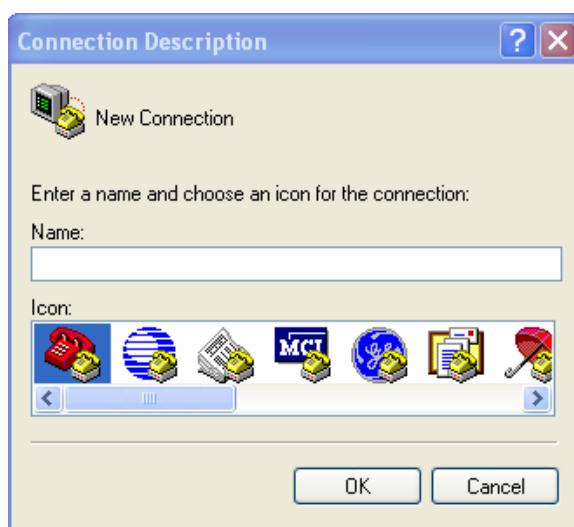 Connection Description
New Connection
Enter a name and choose an icon for the connection:
Name:
Icon:
MCI
OK
Cancel